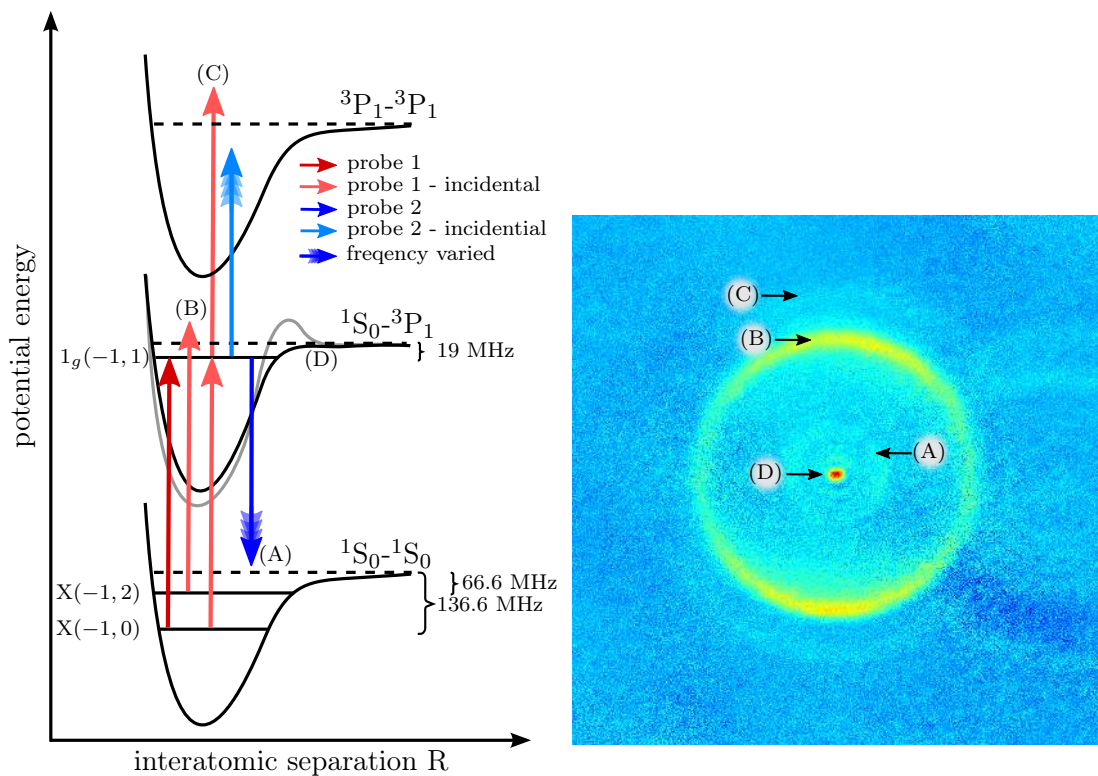 (C)
³P₁-³P₁
probe 1
probe 1 - incidental
probe 2
probe 2 - incidential
freqency varied
potential energy
(B)
¹S₀-³P₁
1g(−1, 1)
(D)
19 MHz
(A)
¹S₀-¹S₀
66.6 MHz
X(−1, 2)
136.6 MHz
X(−1, 0)
interatomic separation R
(C)
(B)
(A)
(D)